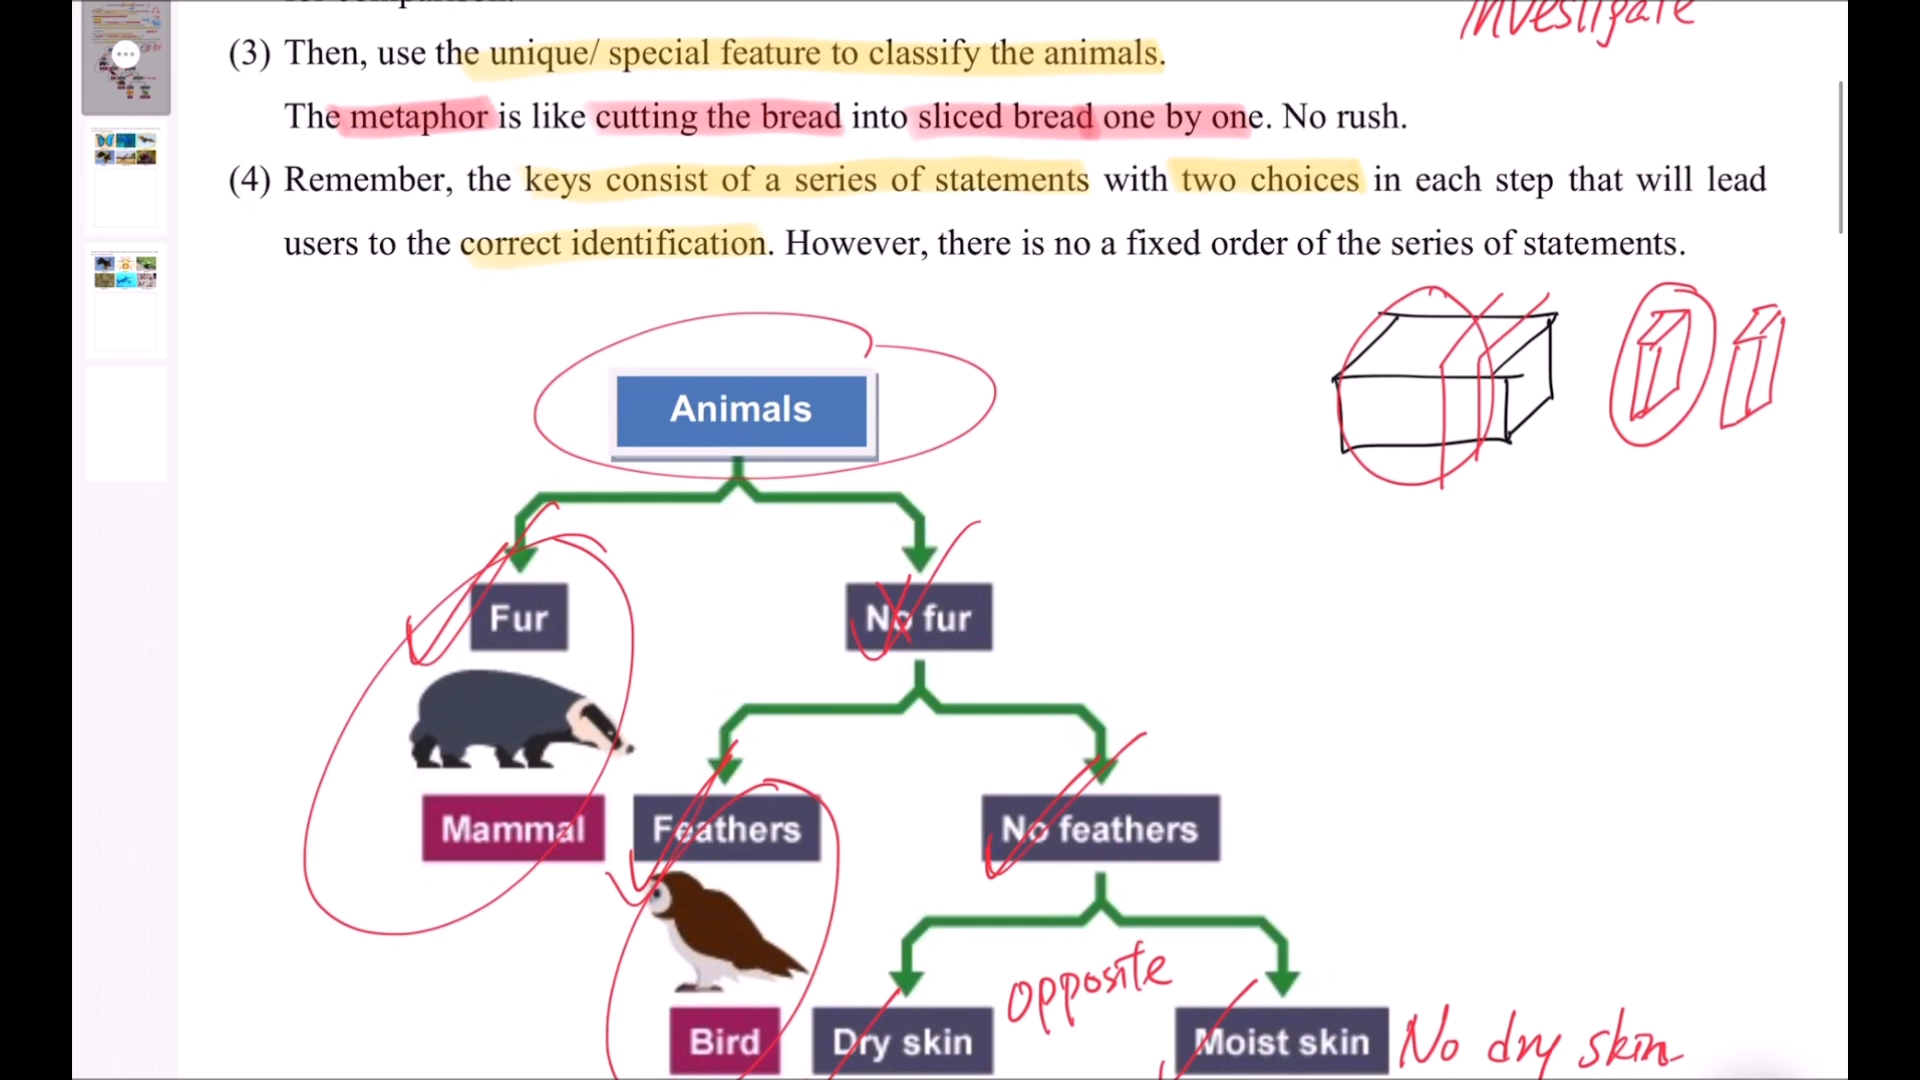 investigate
(3) Then, use the unique/ special feature to classify the animals.
The metaphor is like cutting the bread into sliced bread one by one. No rush.
(4) Remember, the keys consist of a series of statements with two choices in each step that will lead
users to the correct identification. However, there is no a fixed order of the series of statements.
Animals
Fur
No fur
Mammal
Feathers
No feathers
opposite
Bird
Dry skin
Moist skin
No dry skin